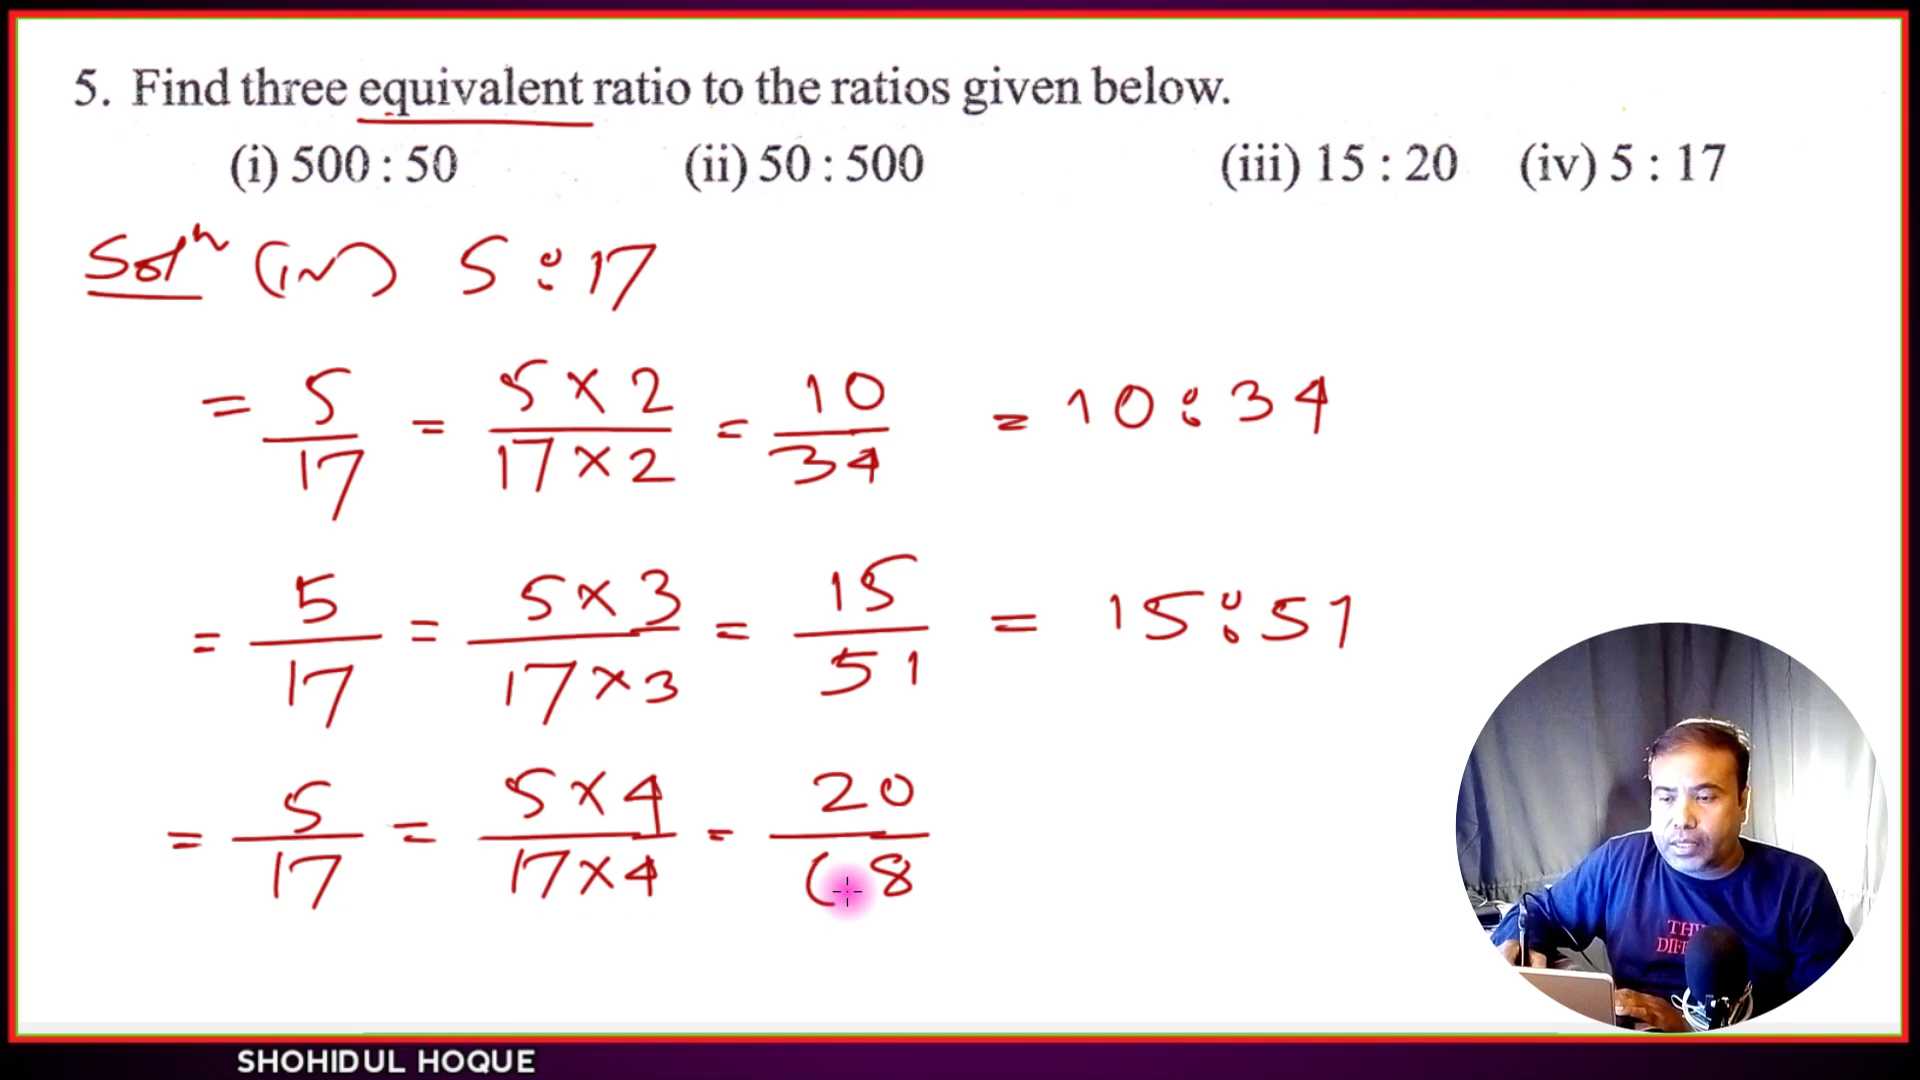 5. Find three equivalent ratio to the ratios given below.
(i) 500 : 50 (ii) 50 : 500 (iii) 15 : 20 (iv) 5 : 17
Solⁿ (iv) 5 : 17
= 5/17 = 5 × 2 / 17 × 2 = 10/34 = 10 : 34
= 5/17 = 5 × 3 / 17 × 3 = 15/51 = 15 : 51
= 5/17 = 5 × 4 / 17 × 4 = 20/( 8
SHOHIDUL HOQUE